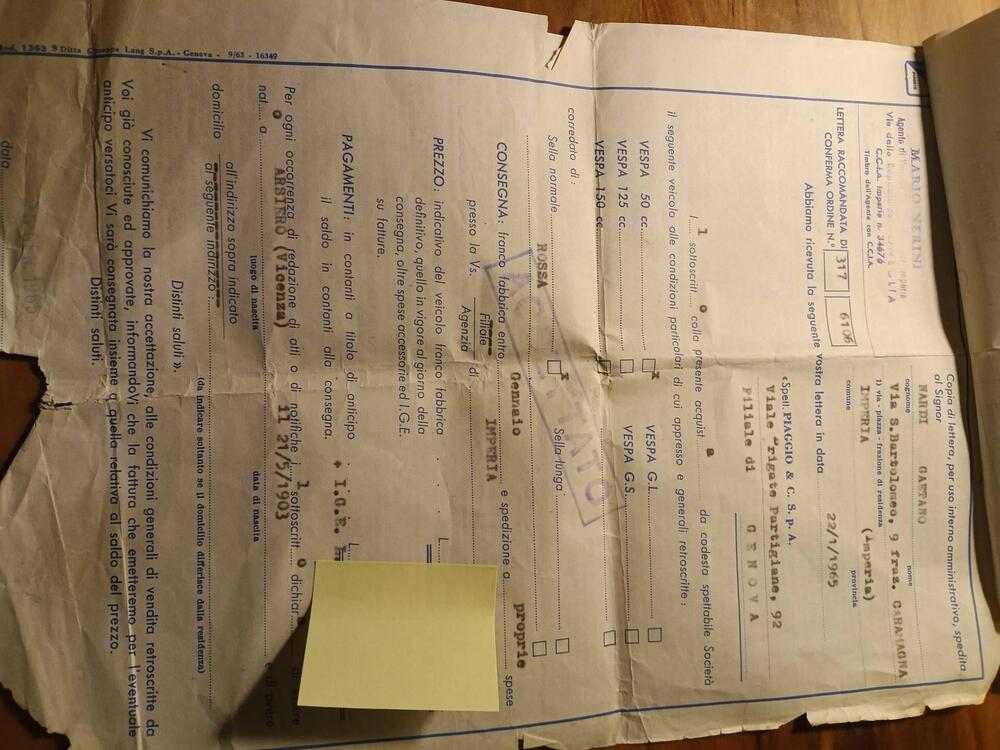 Copia di lettera, per uso interno amministrativo, spedita
al Signor
MARIO NERINI
Agente di
Via della
C.C.I.A. Imperia n. 34676
Timbro dell'Agente con C.C.I.A.
NARDI GAETANO
cognome nome
Via S.Bartolomeo, 9 fraz. CARAMAGNA
1) via - piazza - frazione di residenza
IMPERIA (Imperia)
comune provincia
LETTERA RACCOMANDATA DI
CONFERMA ORDINE N.° 317 6106
Abbiamo ricevuta la seguente vostra lettera in data 22/1/1965
«Spett. PIAGGIO & C. S. p. A.
Viale Brigate Partigiane, 92
Filiale di GENOVA
I l sottoscritt o colla presente acquist a da codesta spettabile Società
il seguente veicolo alle condizioni particolari di cui appresso e generali retroscritte :
VESPA 50 cc. x VESPA G.L.
VESPA 125 cc. VESPA G.S.
VESPA 150 cc.
corredato di :
Sella normale x Sella lunga
ROSSA
CONSEGNA : franco fabbrica entro Gennaio e spedizione a proprie spese
presso la Vs. Filiale Agenzia di IMPERIA
PREZZO: indicativo del veicolo franco fabbrica L.
definitivo, quello in vigore al giorno della
consegna, oltre spese accessorie ed I.G.E.
su fatture.
PAGAMENTI: in contanti a titolo di anticipo L.
il saldo in contanti alla consegna. + I.G.E.
Per ogni occorrenza di redazione di atti o di notifiche i l sottoscritt o dichiar
nat o a ARSIERO (Vicenza) il 21/5/1903 e di avere
luogo di nascita data di nascita
domicilio all'indirizzo sopra indicato
al seguente indirizzo :
(da indicare soltanto se il domicilio differisce dalla residenza)
Distinti saluti ».
Vi comunichiamo la nostra accettazione, alle condizioni generali di vendita retroscritte da
Voi già conosciute ed approvate, informandoVi che la fattura che emetteremo per l'eventuale
anticipo versatoci Vi sarà consegnata insieme a quella relativa al saldo del prezzo.
Distinti saluti.
data
ACCETTATO
Mod. 1363 S Ditta Giuseppe Lang S.p.A. - Genova - 9/63 - 16349